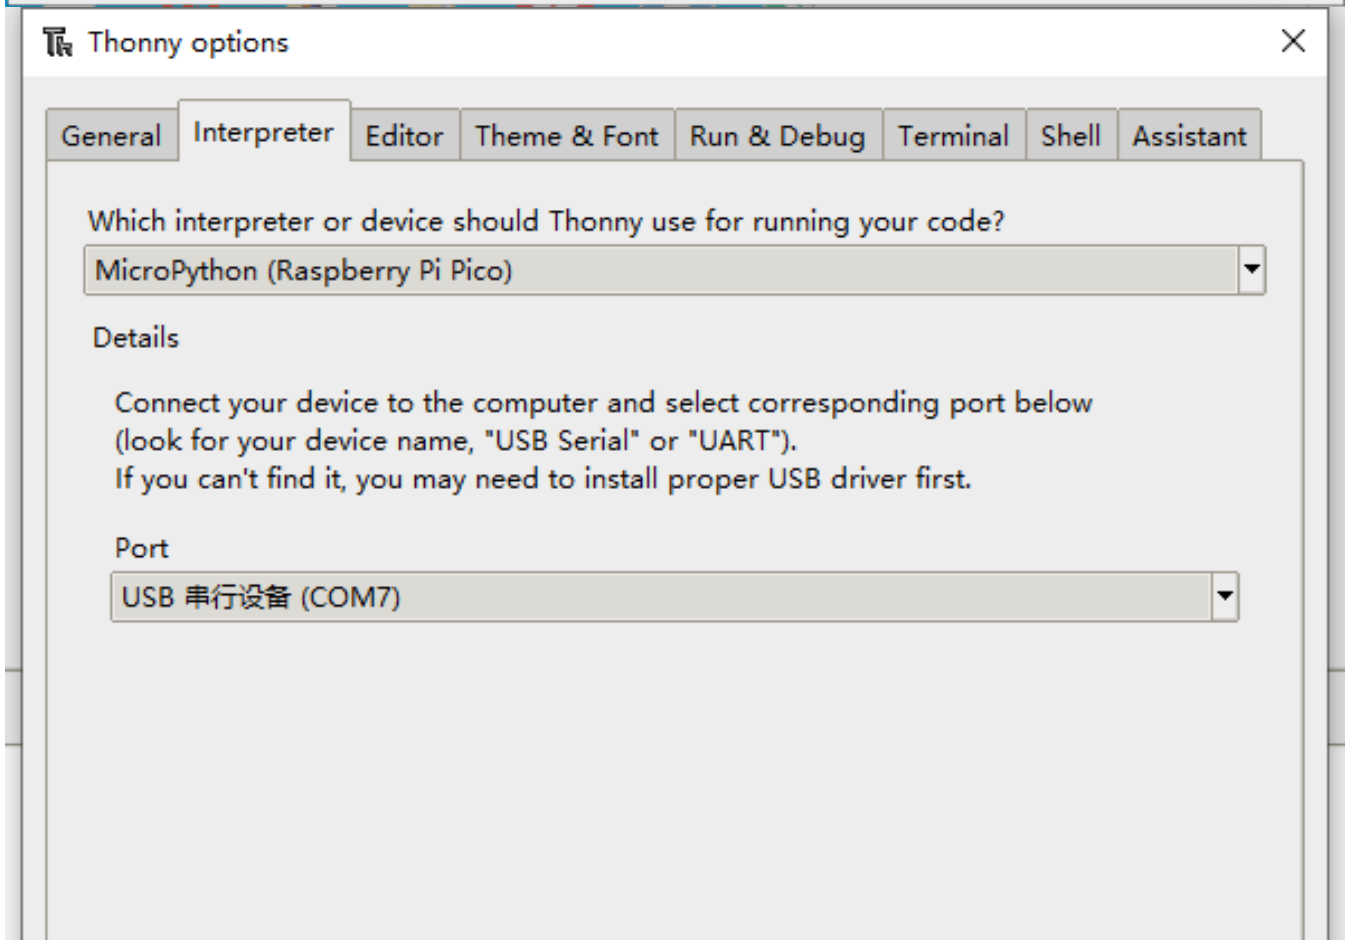 Thonny options
General
Interpreter
Editor
Theme & Font
Run & Debug
Terminal
Shell
Assistant
Which interpreter or device should Thonny use for running your code?
MicroPython (Raspberry Pi Pico)
Details
Connect your device to the computer and select corresponding port below
(look for your device name, "USB Serial" or "UART").
If you can't find it, you may need to install proper USB driver first.
Port
USB 串行设备 (COM7)